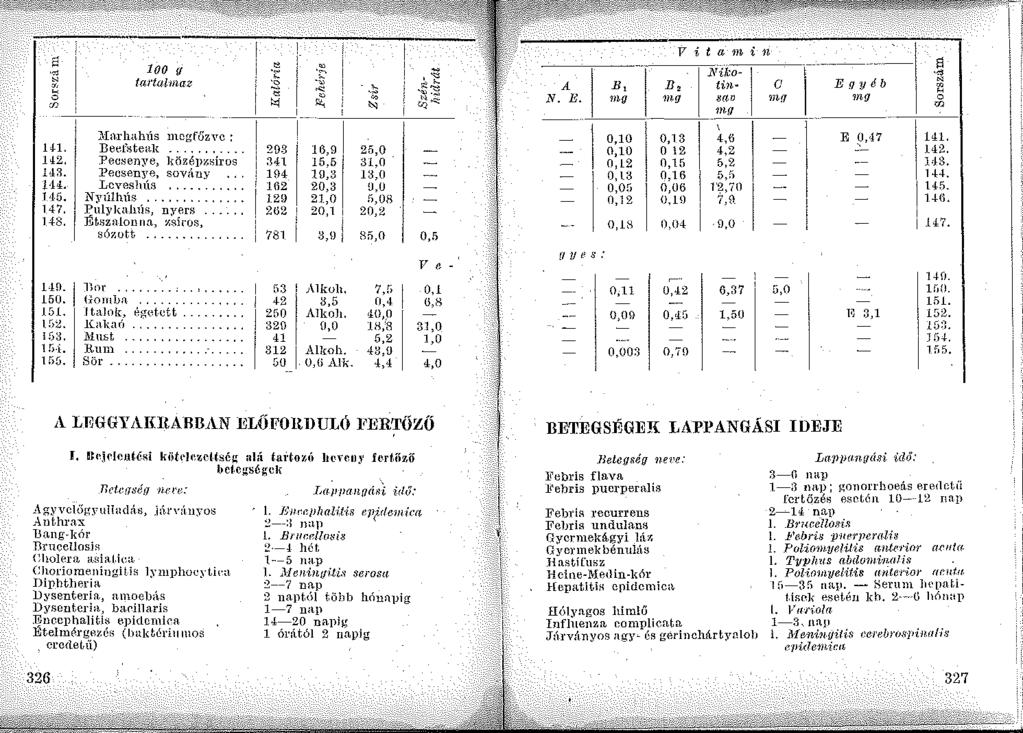 Sorszám 100 g tartalmaz Kalória Fehérje Zsír Szénhidrát
Marhahús megfőzve :
141. Beefsteak .......... 293 16,9 25,0 —
142. Pecsenye, középzsíros 341 15,5 31,0 —
143. Pecsenye, sovány ... 194 19,3 13,0 —
144. Leveshús .......... 162 20,3 9,0 —
145. Nyúlhús .............. 129 21,0 5,08 —
147. Pulykahús, nyers ...... 262 20,1 20,2 —
148. Étszalonna, zsíros,
sózott .............. 781 3,9 85,0 0,5
V e -
149. Bor .............. 53 Alkoh. 7,5 0,1
150. Gomba .............. 42 3,5 0,4 6,8
151. Italok, égetett ......... 250 Alkoh. 40,0 —
152. Kakaó .............. 329 9,0 18,8 31,0
153. Must .............. 41 — 5,2 1,0
154. Rum .............. 312 Alkoh. 43,9 —
155. Sör .............. 50 0,6 Alk. 4,4 4,0
A LEGGYAKRABBAN ELŐFORDULÓ FERTŐZŐ
I. Bejelentési kötelezettség alá tartozó heveny fertőző
betegségek
Betegség neve: Lappangási idő:
Agyvelőgyulladás, járványos l. Encephalitis epidemica
Anthrax 2—3 nap
Bang-kór l. Brucellosis
Brucellosis 2—4 hét
Cholera asiatica 1—5 nap
Choriomeningitis lymphocytica l. Meningitis serosa
Diphtheria 2—7 nap
Dysenteria, amoebás 2 naptól több hónapig
Dysenteria, bacillaris 1—7 nap
Encephalitis epidemica 14—20 napig
Ételmérgezés (baktériumos 1 órától 2 napig
eredetű)
326
V i t a m i n
A N. E. B₁ mg B₂ mg Nikotinsav mg C mg Egyéb mg Sorszám
— 0,10 0,13 4,6 — E 0,47 141.
— 0,10 0 12 4,2 — — 142.
— 0,12 0,15 5,2 — — 143.
— 0,13 0,16 5,5 — — 144.
— 0,05 0,06 12,70 — — 145.
— 0,12 0,19 7,9 — — 146.
— 0,18 0,04 9,0 — — 147.
g y e s :
— — — — — — 149.
— 0,11 0,42 6,37 5,0 — 150.
— — — — — — 151.
— 0,09 0,45 1,50 — E 3,1 152.
— — — — — — 153.
— — — — — — 154.
— 0,003 0,79 — — — 155.
BETEGSÉGEK LAPPANGÁSI IDEJE
Betegség neve: Lappangási idő:
Febris flava 3—6 nap
Febris puerperalis 1—3 nap; gonorrhoeás eredetű
fertőzés esetén 10—12 nap
Febris recurrens 2—14 nap
Febris undulans l. Brucellosis
Gyermekágyi láz l. Febris puerperalis
Gyermekbénulás l. Poliomyelitis anterior acuta
Hastífusz l. Typhus abdominalis
Heine-Medin-kór l. Poliomyelitis anterior acuta
Hepatitis epidemica 15—35 nap. — Serum hepati-
tisek esetén kb. 2—6 hónap
Hólyagos himlő l. Variola
Influenza complicata 1—3 nap
Járványos agy- és gerinchártyalob l. Meningitis cerebrospinalis
epidemica
327